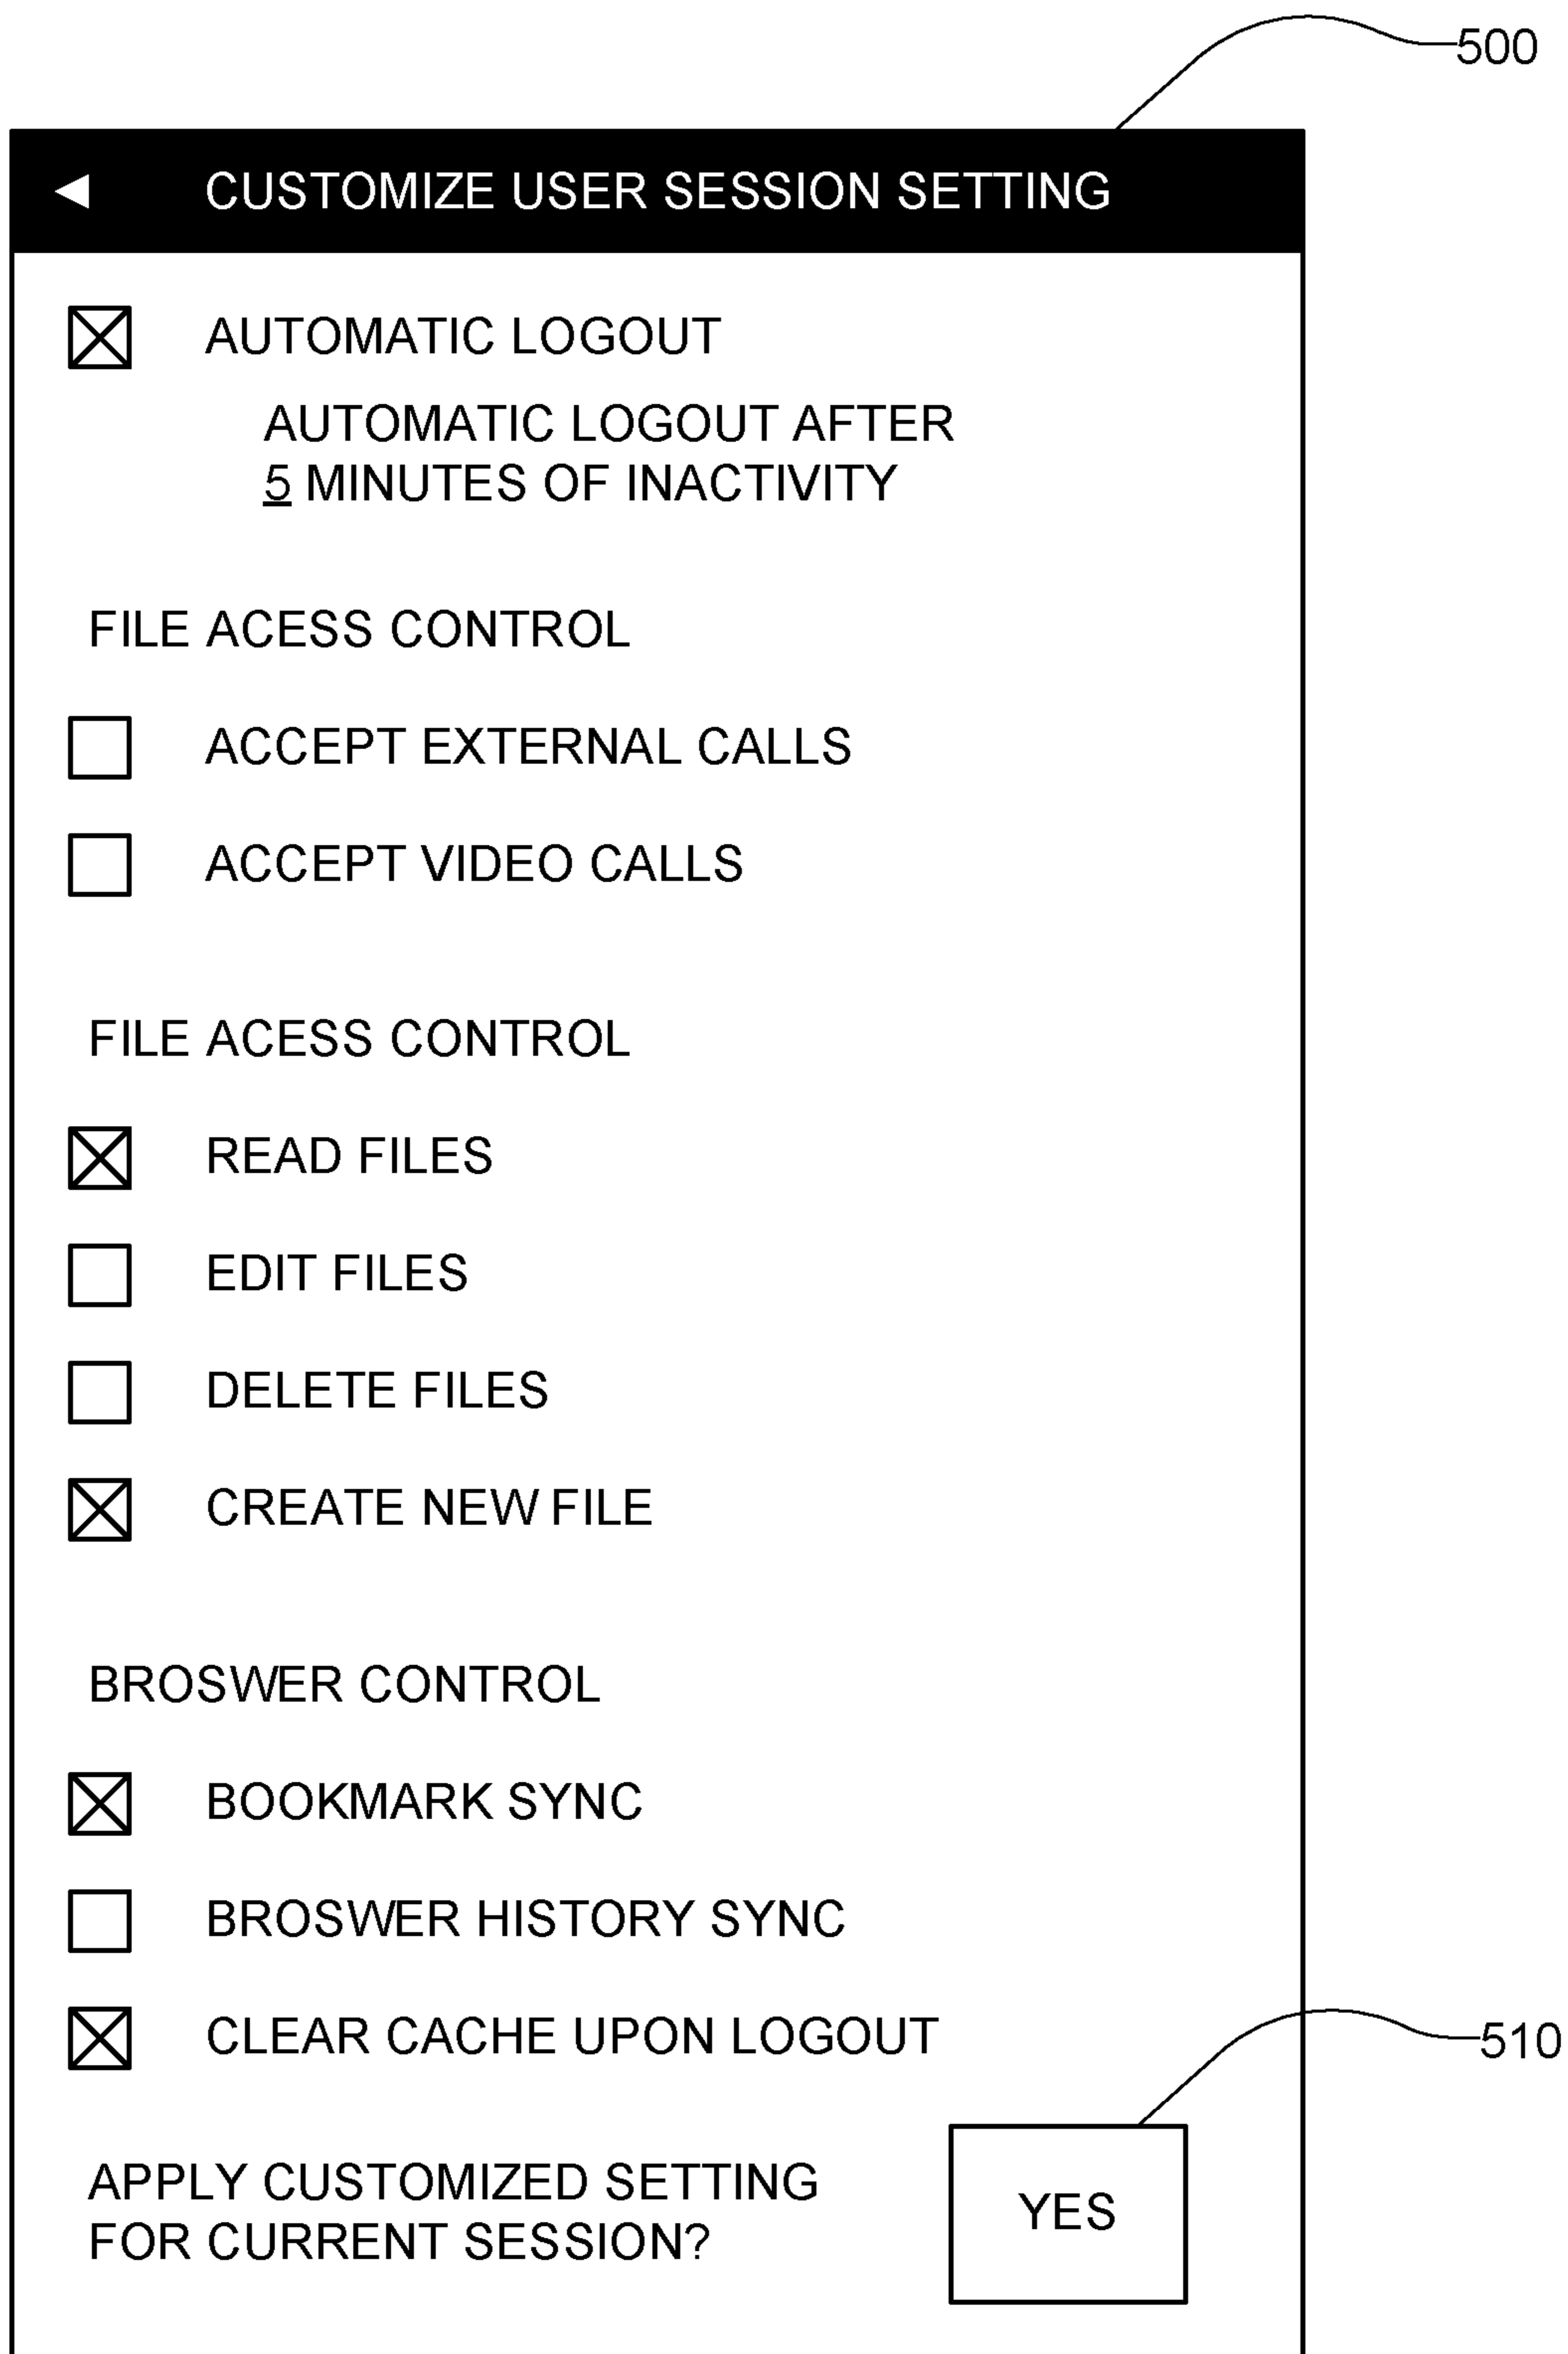 500
CUSTOMIZE USER SESSION SETTING
AUTOMATIC LOGOUT
AUTOMATIC LOGOUT AFTER
5 MINUTES OF INACTIVITY
FILE ACESS CONTROL
ACCEPT EXTERNAL CALLS
ACCEPT VIDEO CALLS
FILE ACESS CONTROL
READ FILES
EDIT FILES
DELETE FILES
CREATE NEW FILE
BROSWER CONTROL
BOOKMARK SYNC
BROSWER HISTORY SYNC
CLEAR CACHE UPON LOGOUT
510
APPLY CUSTOMIZED SETTING
FOR CURRENT SESSION?
YES